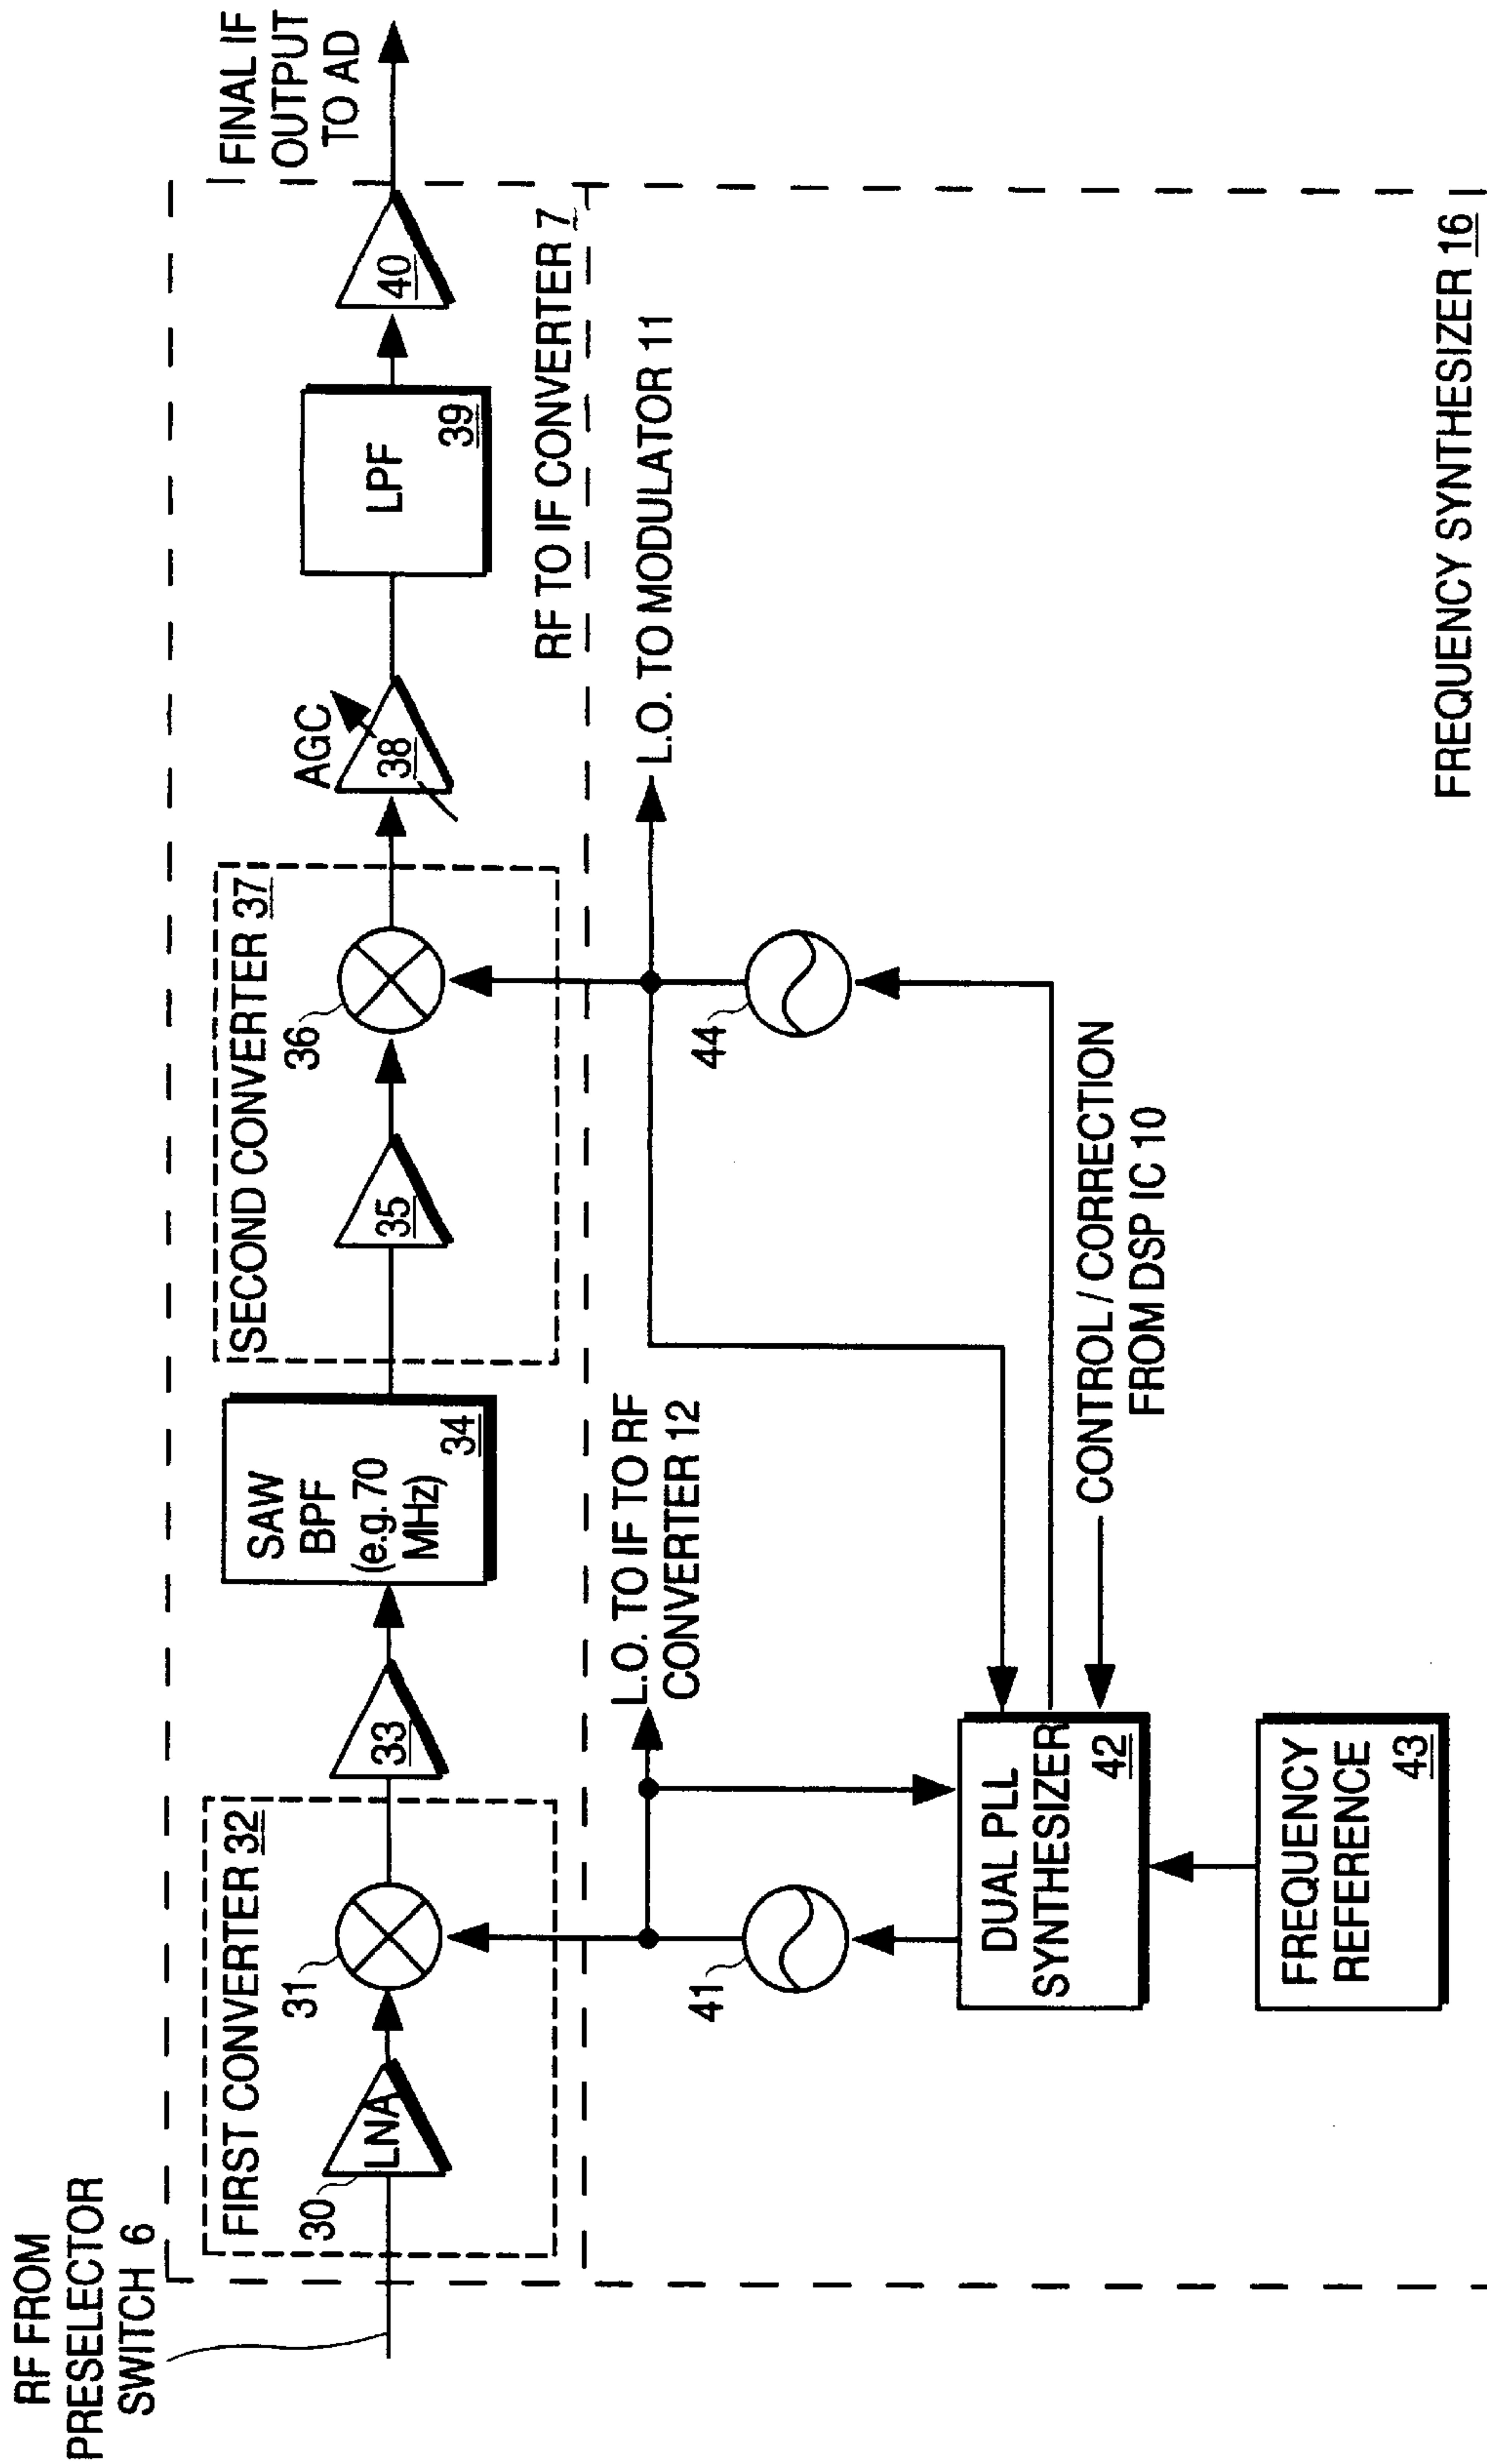 RF FROM
PRESELECTOR
SWITCH 6
FIRST CONVERTER 32
30
LNA
31
33
SAW
BPF
(e.g. 70
MHz)
34
SECOND CONVERTER 37
35
36
AGC
38
LPF
39
40
FINAL IF
OUTPUT
TO AD
RF TO IF CONVERTER 7
L.O. TO IF TO RF
CONVERTER 12
L.O. TO MODULATOR 11
41
44
DUAL PLL
SYNTHESIZER
42
CONTROL / CORRECTION
FROM DSP IC 10
FREQUENCY
REFERENCE
43
FREQUENCY SYNTHESIZER 16